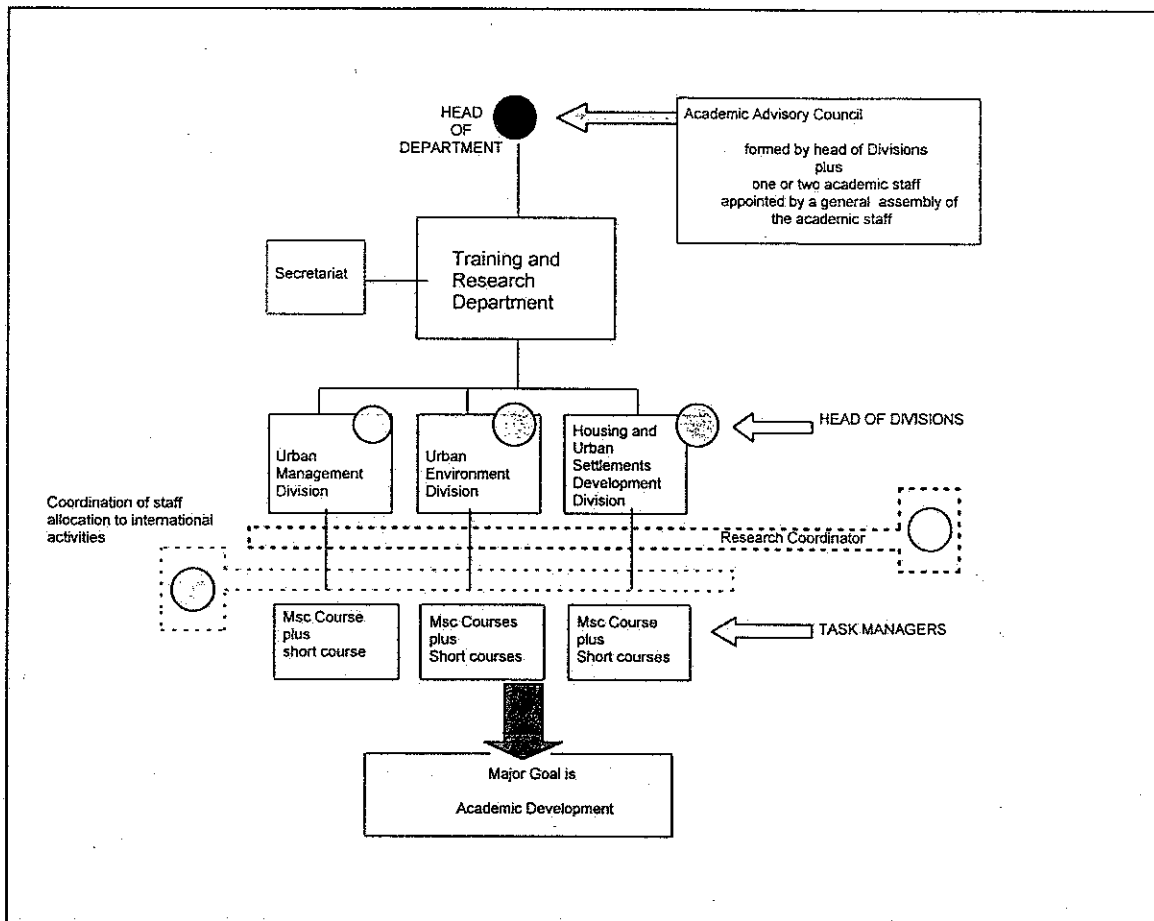 HEAD
OF
DEPARTMENT
Academic Advisory Council
formed by head of Divisions
plus
one or two academic staff
appointed by a general assembly of
the academic staff
Secretariat
Training and
Research
Department
Urban
Management
Division
Urban
Environment
Division
Housing and
Urban
Settlements
Development
Division
HEAD OF DIVISIONS
Coordination of staff
allocation to international
activities
Research Coordinator
Msc Course
plus
short course
Msc Courses
plus
Short courses
Msc Course
plus
Short courses
TASK MANAGERS
Major Goal is
Academic Development